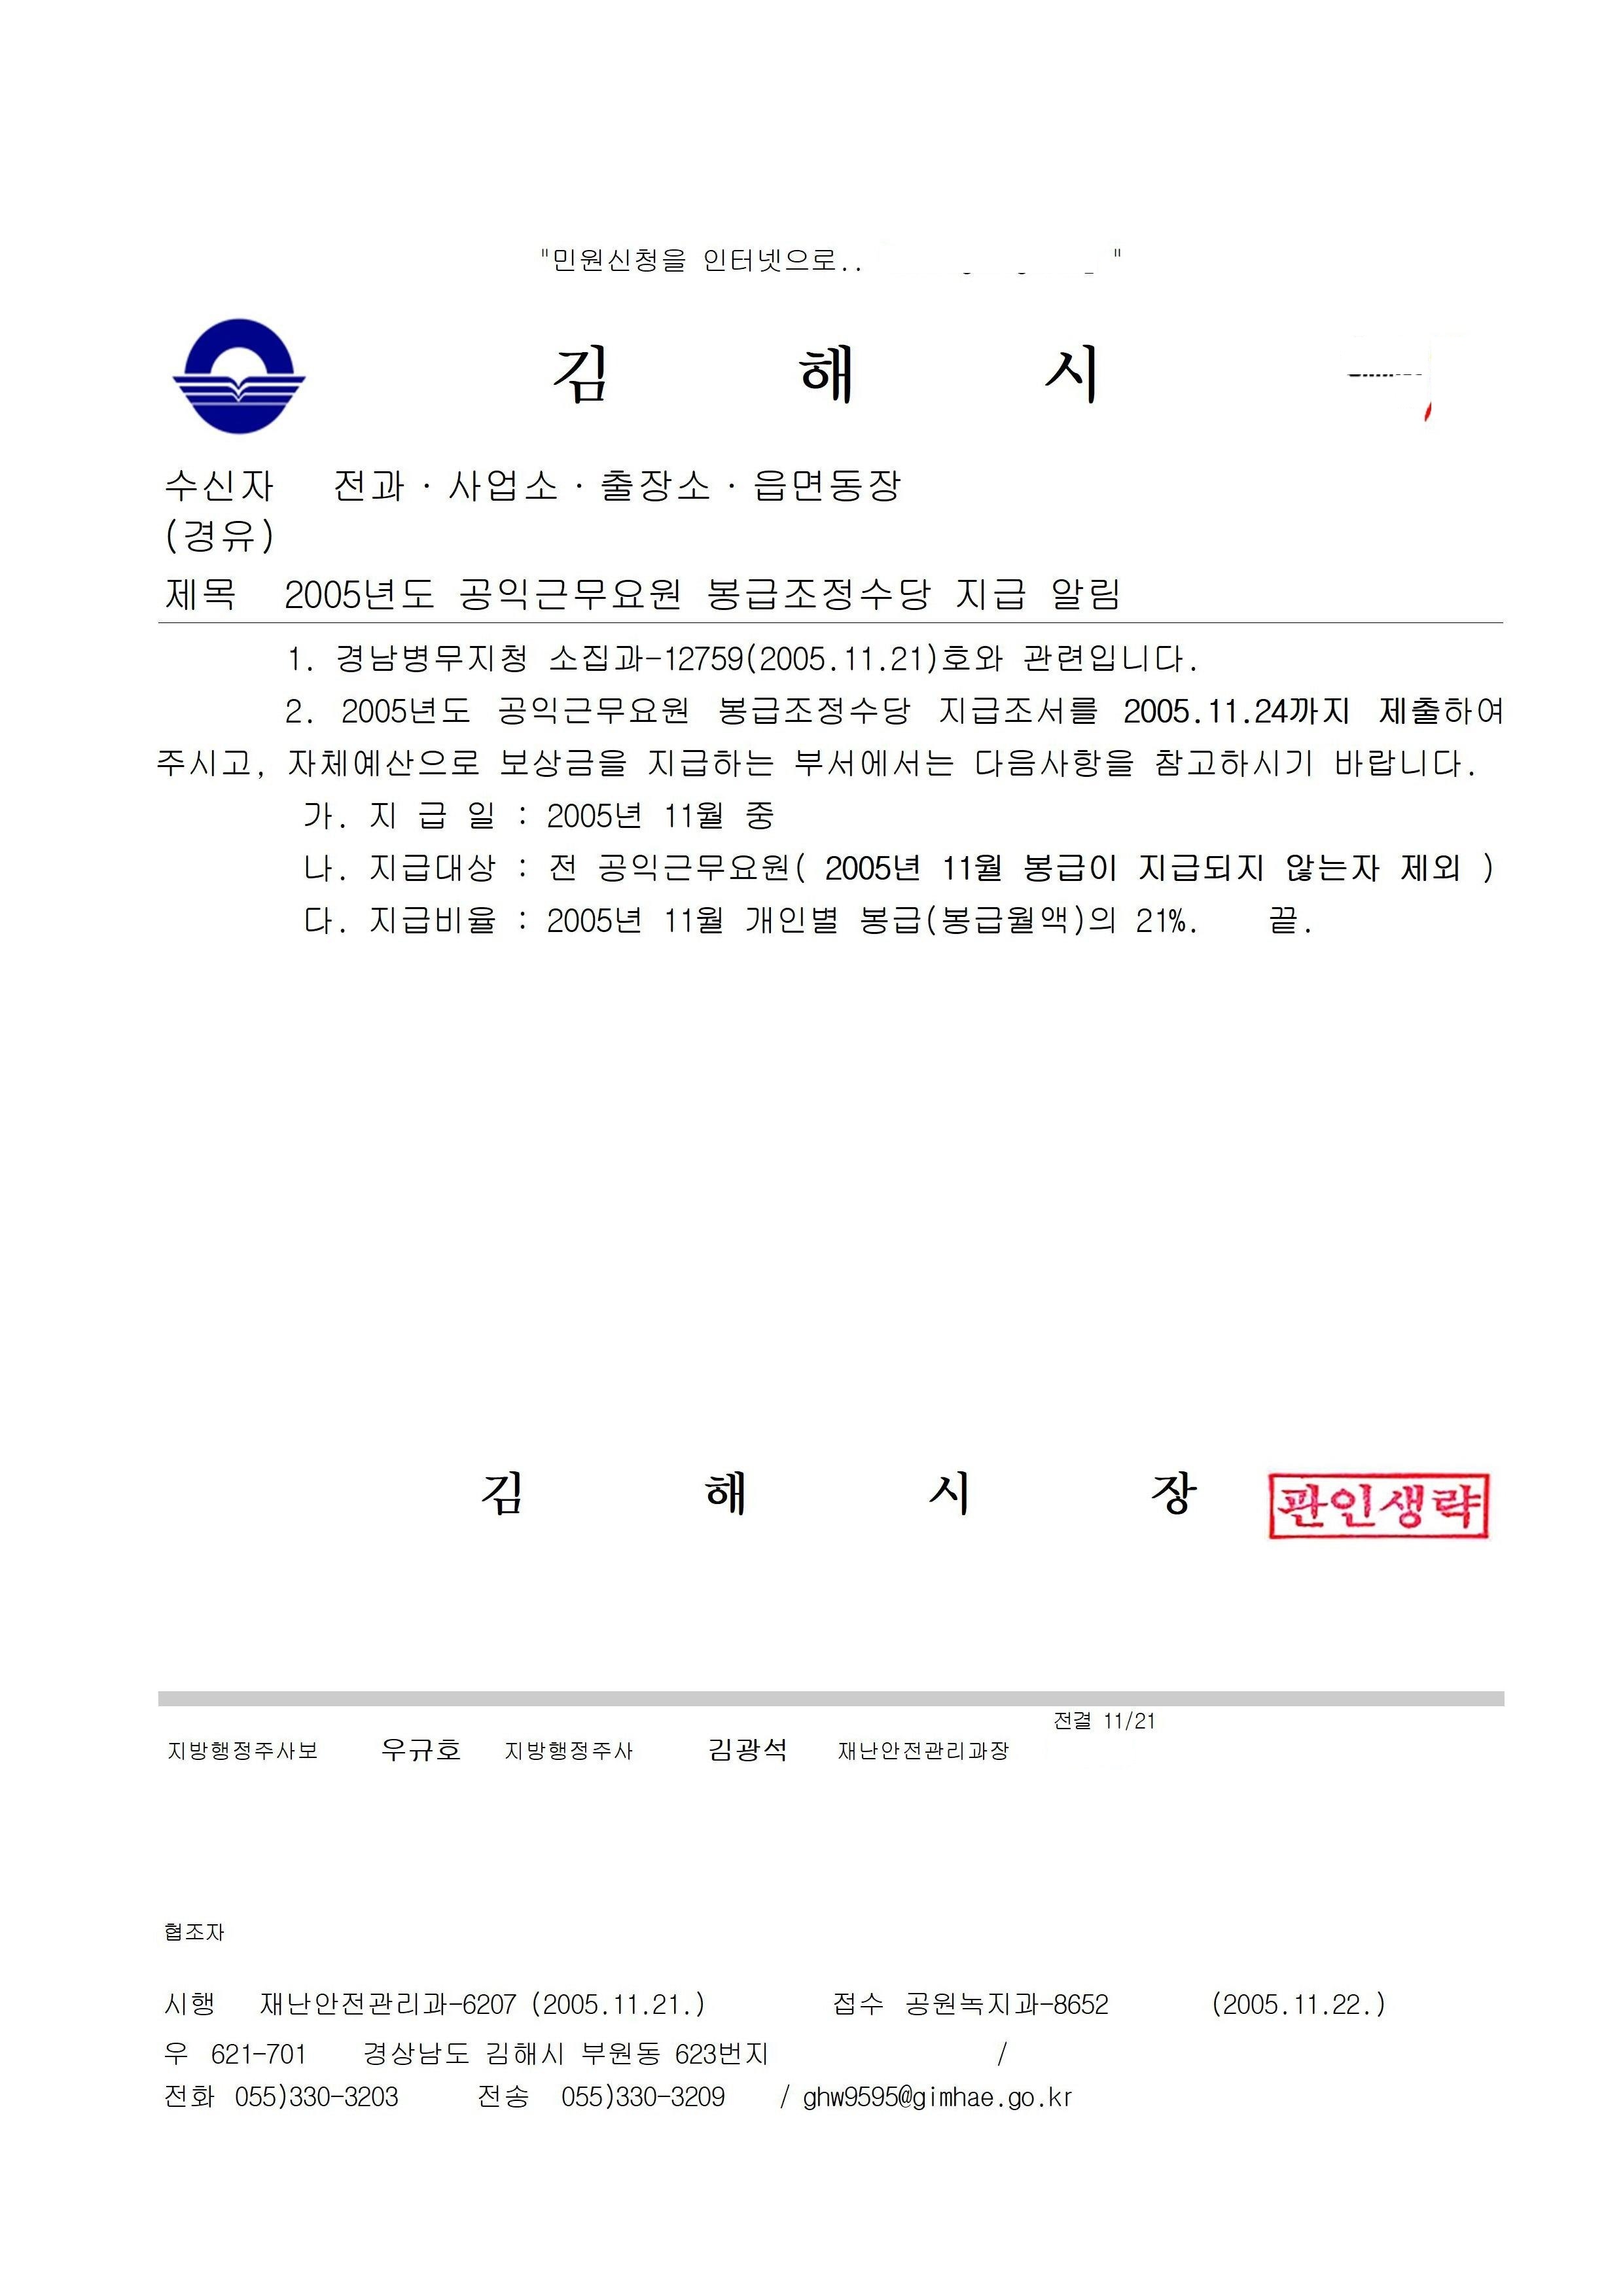 "민원신청을 인터넷으로.. "
김 해 시
수신자 전과·사업소·출장소·읍면동장
(경유)
제목 2005년도 공익근무요원 봉급조정수당 지급 알림
1. 경남병무지청 소집과-12759(2005.11.21)호와 관련입니다.
2. 2005년도 공익근무요원 봉급조정수당 지급조서를 2005.11.24까지 제출하여
주시고, 자체예산으로 보상금을 지급하는 부서에서는 다음사항을 참고하시기 바랍니다.
가. 지 급 일 : 2005년 11월 중
나. 지급대상 : 전 공익근무요원( 2005년 11월 봉급이 지급되지 않는자 제외 )
다. 지급비율 : 2005년 11월 개인별 봉급(봉급월액)의 21%. 끝.
김 해 시 장 관인생략
전결 11/21
지방행정주사보 우규호 지방행정주사 김광석 재난안전관리과장
협조자
시행 재난안전관리과-6207 (2005.11.21.) 접수 공원녹지과-8652 (2005.11.22.)
우 621-701 경상남도 김해시 부원동 623번지 /
전화 055)330-3203 전송 055)330-3209 / ghw9595@gimhae.go.kr